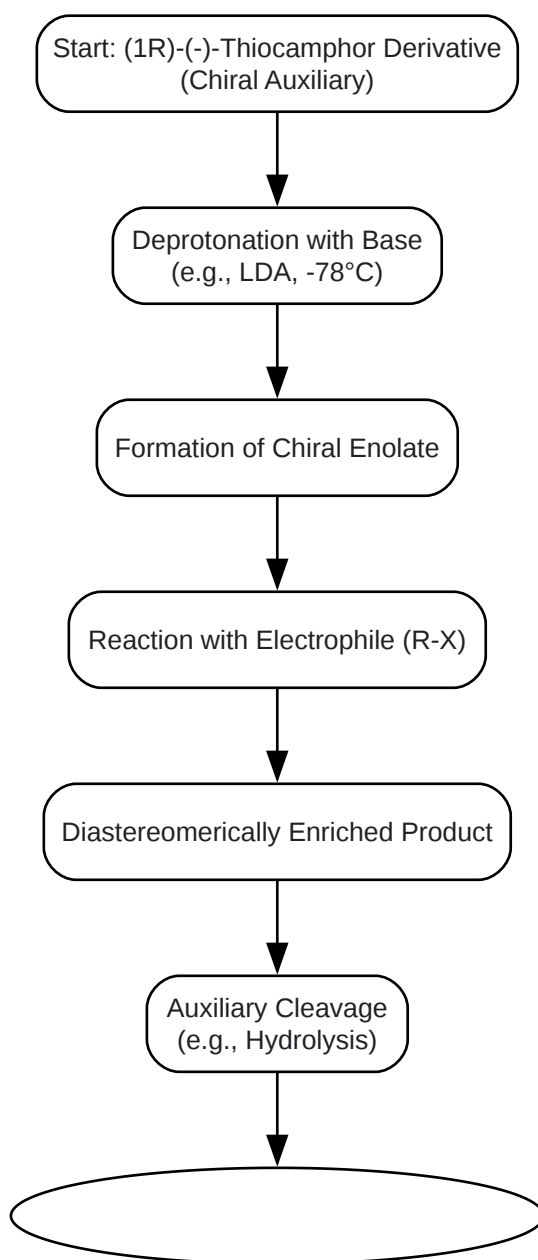 Start: (1R)-(-)-Thiocamphor Derivative
(Chiral Auxiliary)
Deprotonation with Base
(e.g., LDA, -78°C)
Formation of Chiral Enolate
Reaction with Electrophile (R-X)
Diastereomerically Enriched Product
Auxiliary Cleavage
(e.g., Hydrolysis)